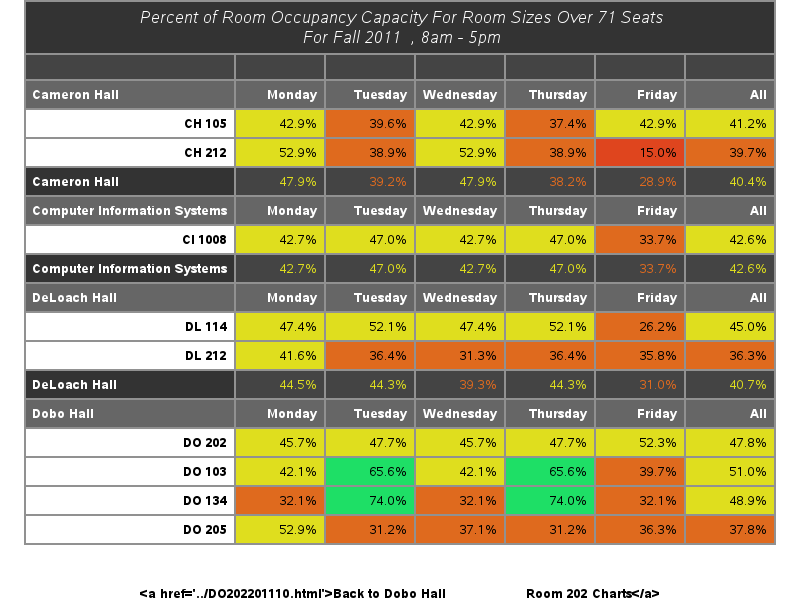 Percent of Room Occupancy Capacity For Room Sizes Over 71 Seats
For Fall 2011 , 8am - 5pm
Cameron Hall Monday Tuesday Wednesday Thursday Friday All
CH 105 42.9% 39.6% 42.9% 37.4% 42.9% 41.2%
CH 212 52.9% 38.9% 52.9% 38.9% 15.0% 39.7%
Cameron Hall 47.9% 39.2% 47.9% 38.2% 28.9% 40.4%
Computer Information Systems Monday Tuesday Wednesday Thursday Friday All
CI 1008 42.7% 47.0% 42.7% 47.0% 33.7% 42.6%
Computer Information Systems 42.7% 47.0% 42.7% 47.0% 33.7% 42.6%
DeLoach Hall Monday Tuesday Wednesday Thursday Friday All
DL 114 47.4% 52.1% 47.4% 52.1% 26.2% 45.0%
DL 212 41.6% 36.4% 31.3% 36.4% 35.8% 36.3%
DeLoach Hall 44.5% 44.3% 39.3% 44.3% 31.0% 40.7%
Dobo Hall Monday Tuesday Wednesday Thursday Friday All
DO 202 45.7% 47.7% 45.7% 47.7% 52.3% 47.8%
DO 103 42.1% 65.6% 42.1% 65.6% 39.7% 51.0%
DO 134 32.1% 74.0% 32.1% 74.0% 32.1% 48.9%
DO 205 52.9% 31.2% 37.1% 31.2% 36.3% 37.8%
<a href='../DO202201110.html'>Back to Dobo Hall Room 202 Charts</a>